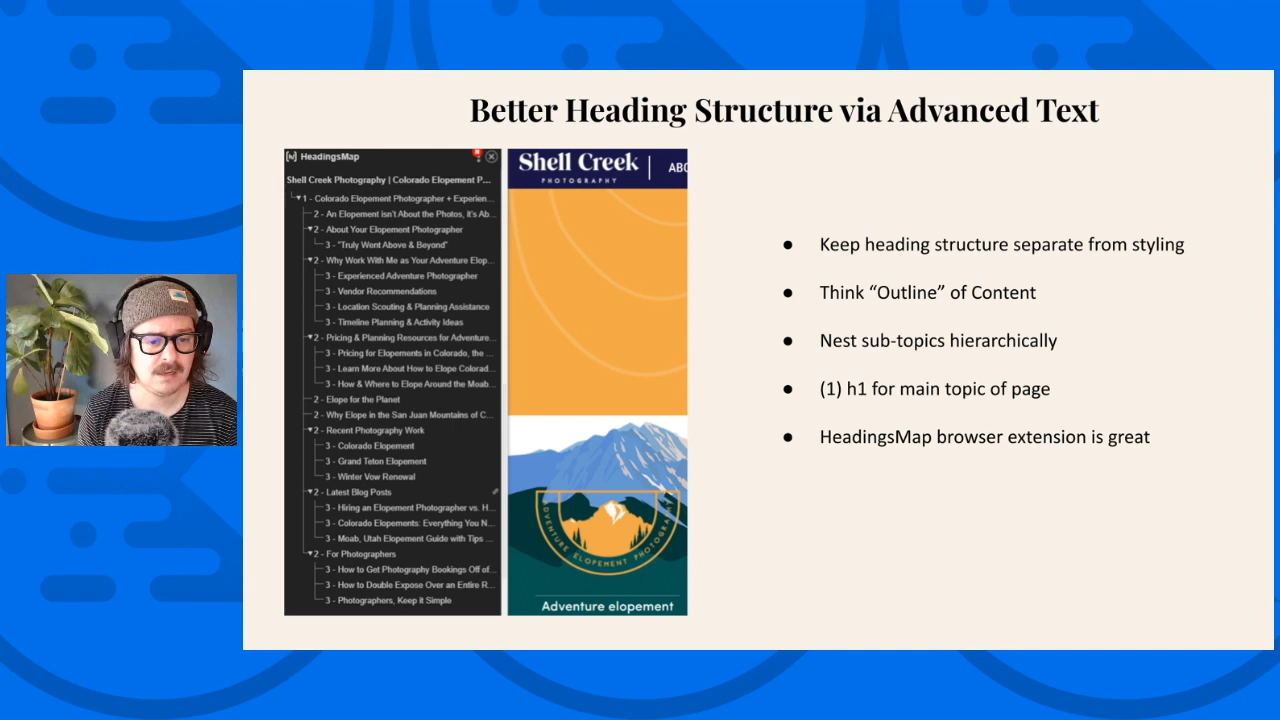 Better Heading Structure via Advanced Text
HeadingsMap
Shell Creek Photography | Colorado Elopement P...
1 - Colorado Elopement Photographer + Experien...
2 - An Elopement isn't About the Photos, It's Ab...
2 - About Your Elopement Photographer
3 - "Truly Went Above & Beyond"
2 - Why Work With Me as Your Adventure Elop...
3 - Experienced Adventure Photographer
3 - Vendor Recommendations
3 - Location Scouting & Planning Assistance
3 - Timeline Planning & Activity Ideas
2 - Pricing & Planning Resources for Adventure...
3 - Pricing for Elopements in Colorado, the ...
3 - Learn More About How to Elope Colorad...
3 - How & Where to Elope Around the Moab...
2 - Elope for the Planet
2 - Why Elope in the San Juan Mountains of C...
2 - Recent Photography Work
3 - Colorado Elopement
3 - Grand Teton Elopement
3 - Winter Vow Renewal
2 - Latest Blog Posts
3 - Hiring an Elopement Photographer vs. H...
3 - Colorado Elopements: Everything You N...
3 - Moab, Utah Elopement Guide with Tips ...
2 - For Photographers
3 - How to Get Photography Bookings Off of...
3 - How to Double Expose Over an Entire R...
3 - Photographers, Keep it Simple
Shell Creek | ABO
PHOTOGRAPHY
ADVENTURE ELOPEMENT PHOTOGRAPHY
Adventure elopement
● Keep heading structure separate from styling
● Think “Outline” of Content
● Nest sub-topics hierarchically
● (1) h1 for main topic of page
● HeadingsMap browser extension is great